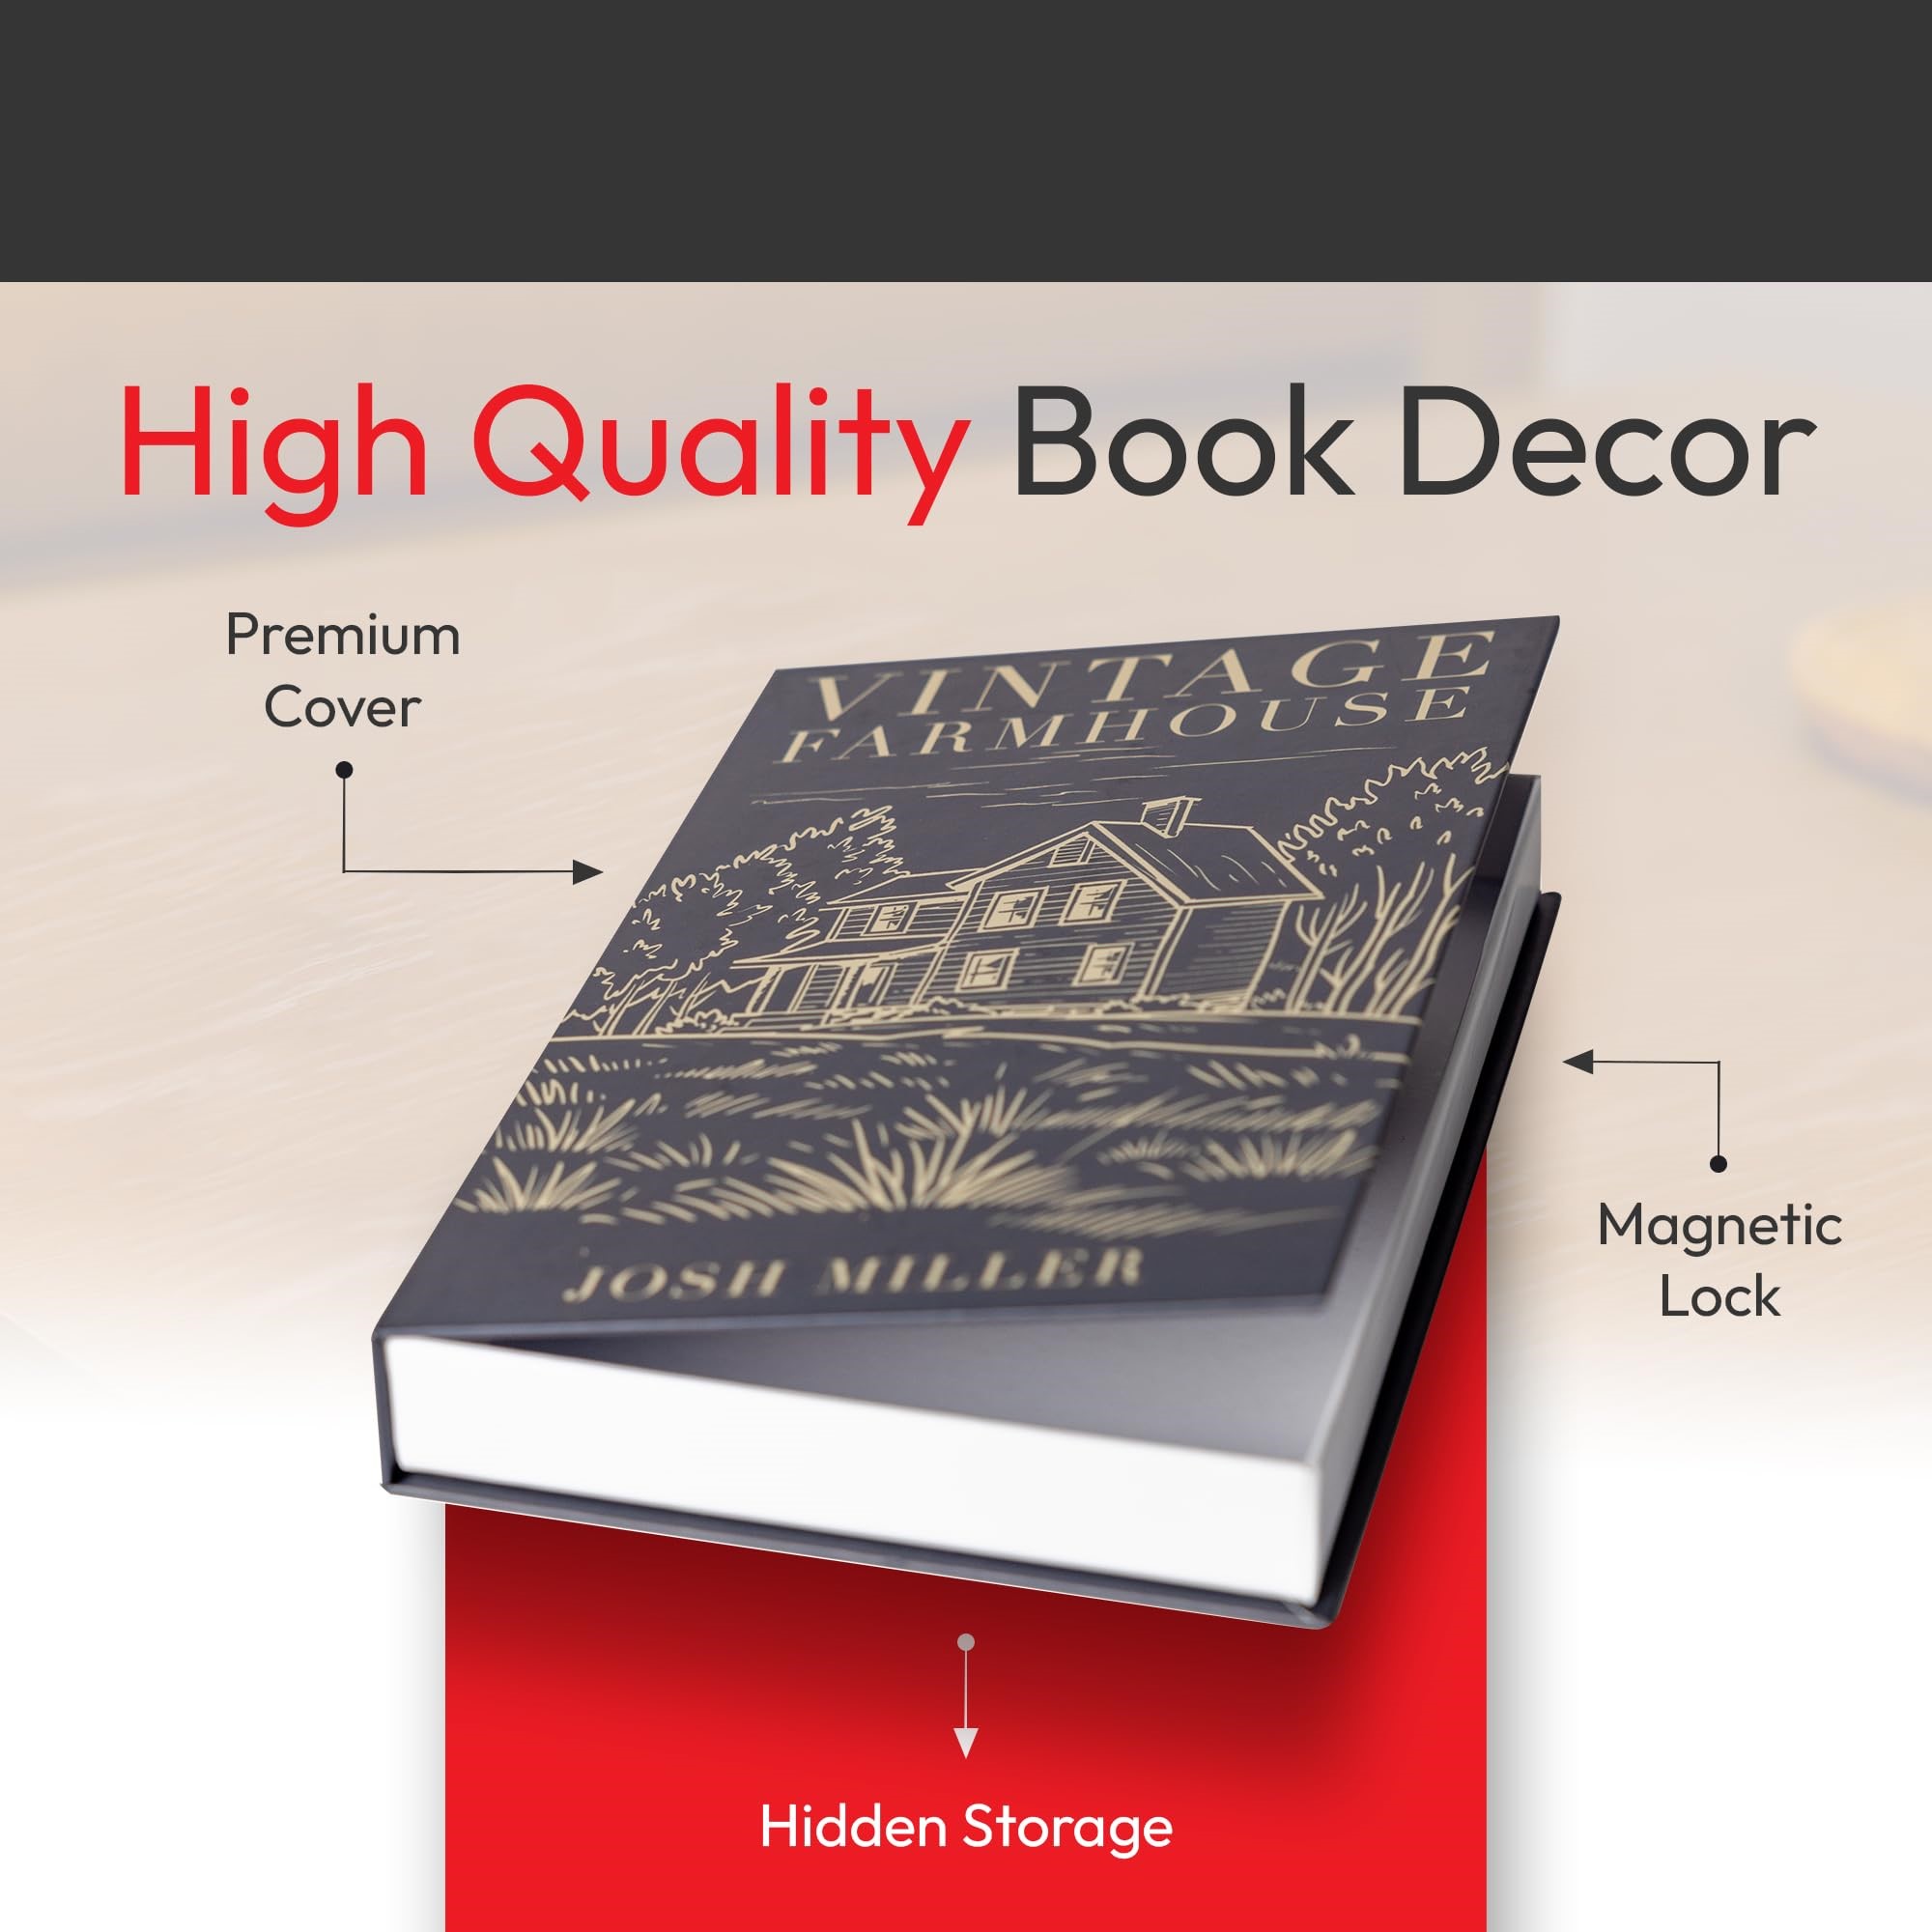 High Quality Book Decor
Premium
Cover
VINTAGE
FARMHOUSE
JOSH MILLER
Magnetic
Lock
Hidden Storage